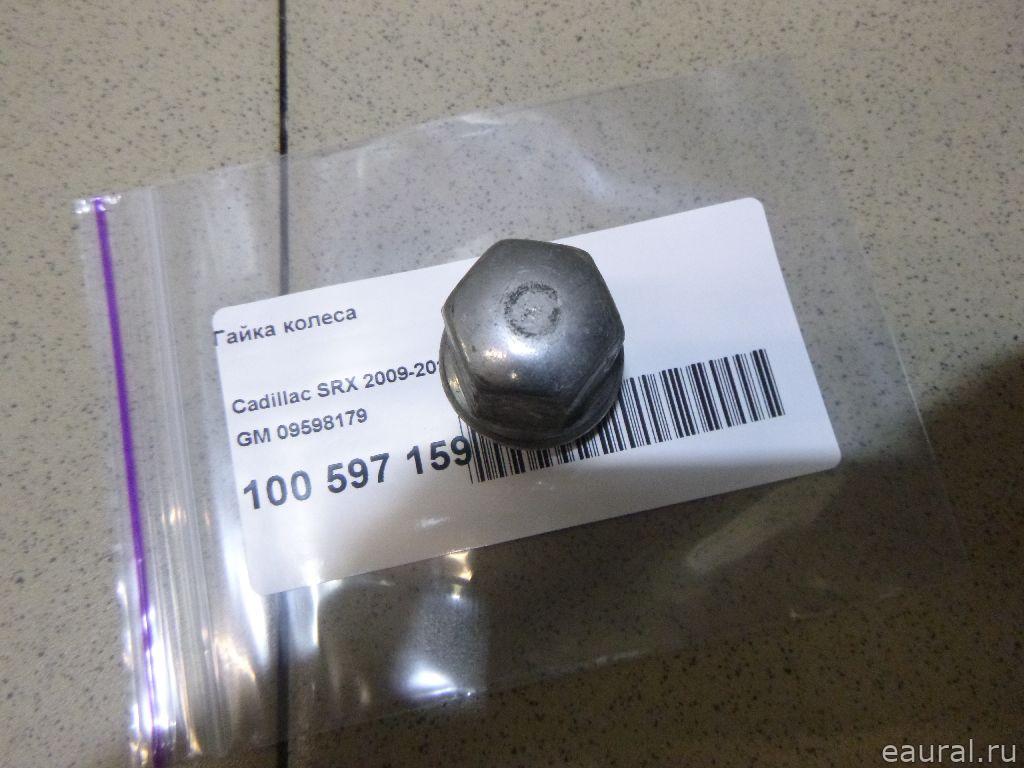 Гайка колеса
Cadillac SRX 2009-20
GM 09598179
100 597 159
eaural.ru